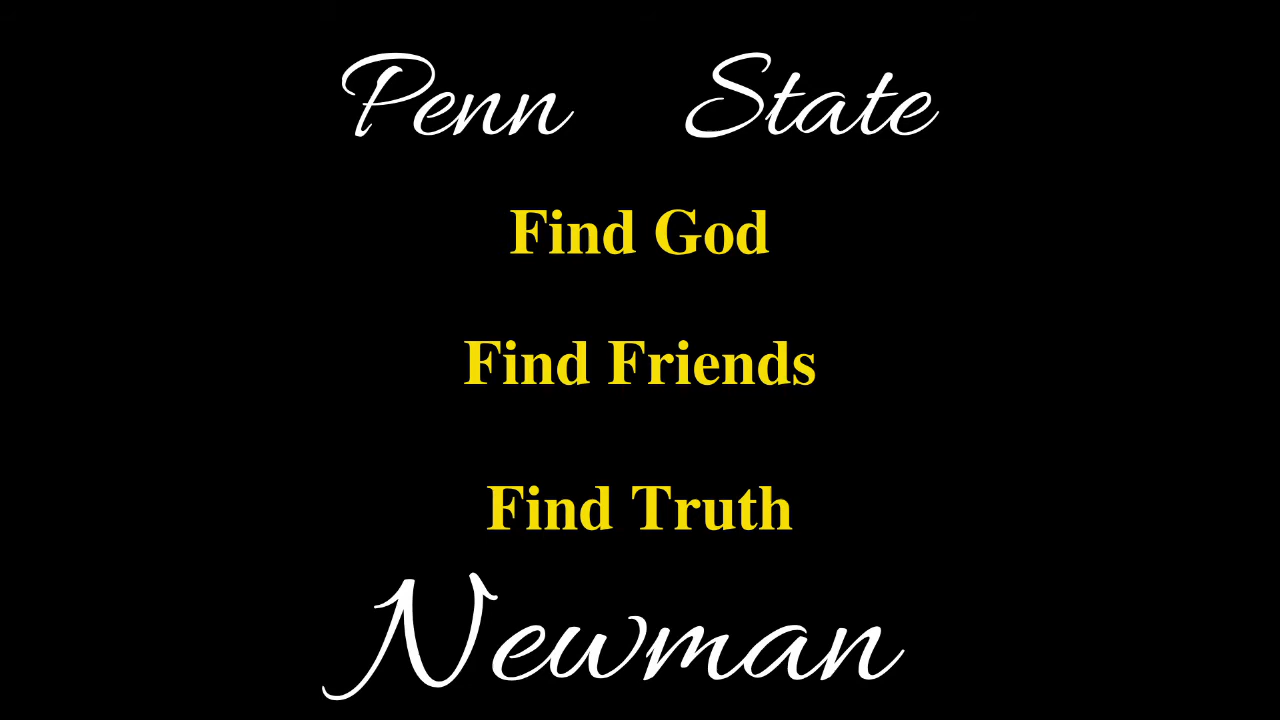 Penn State
Find God
Find Friends
Find Truth
Newman